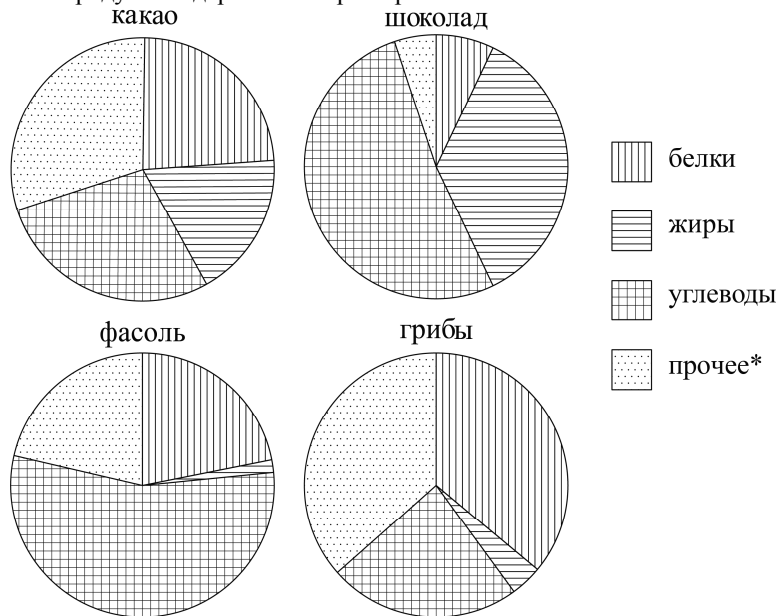 какао
шоколад
фасоль
грибы
белки
жиры
углеводы
прочее*